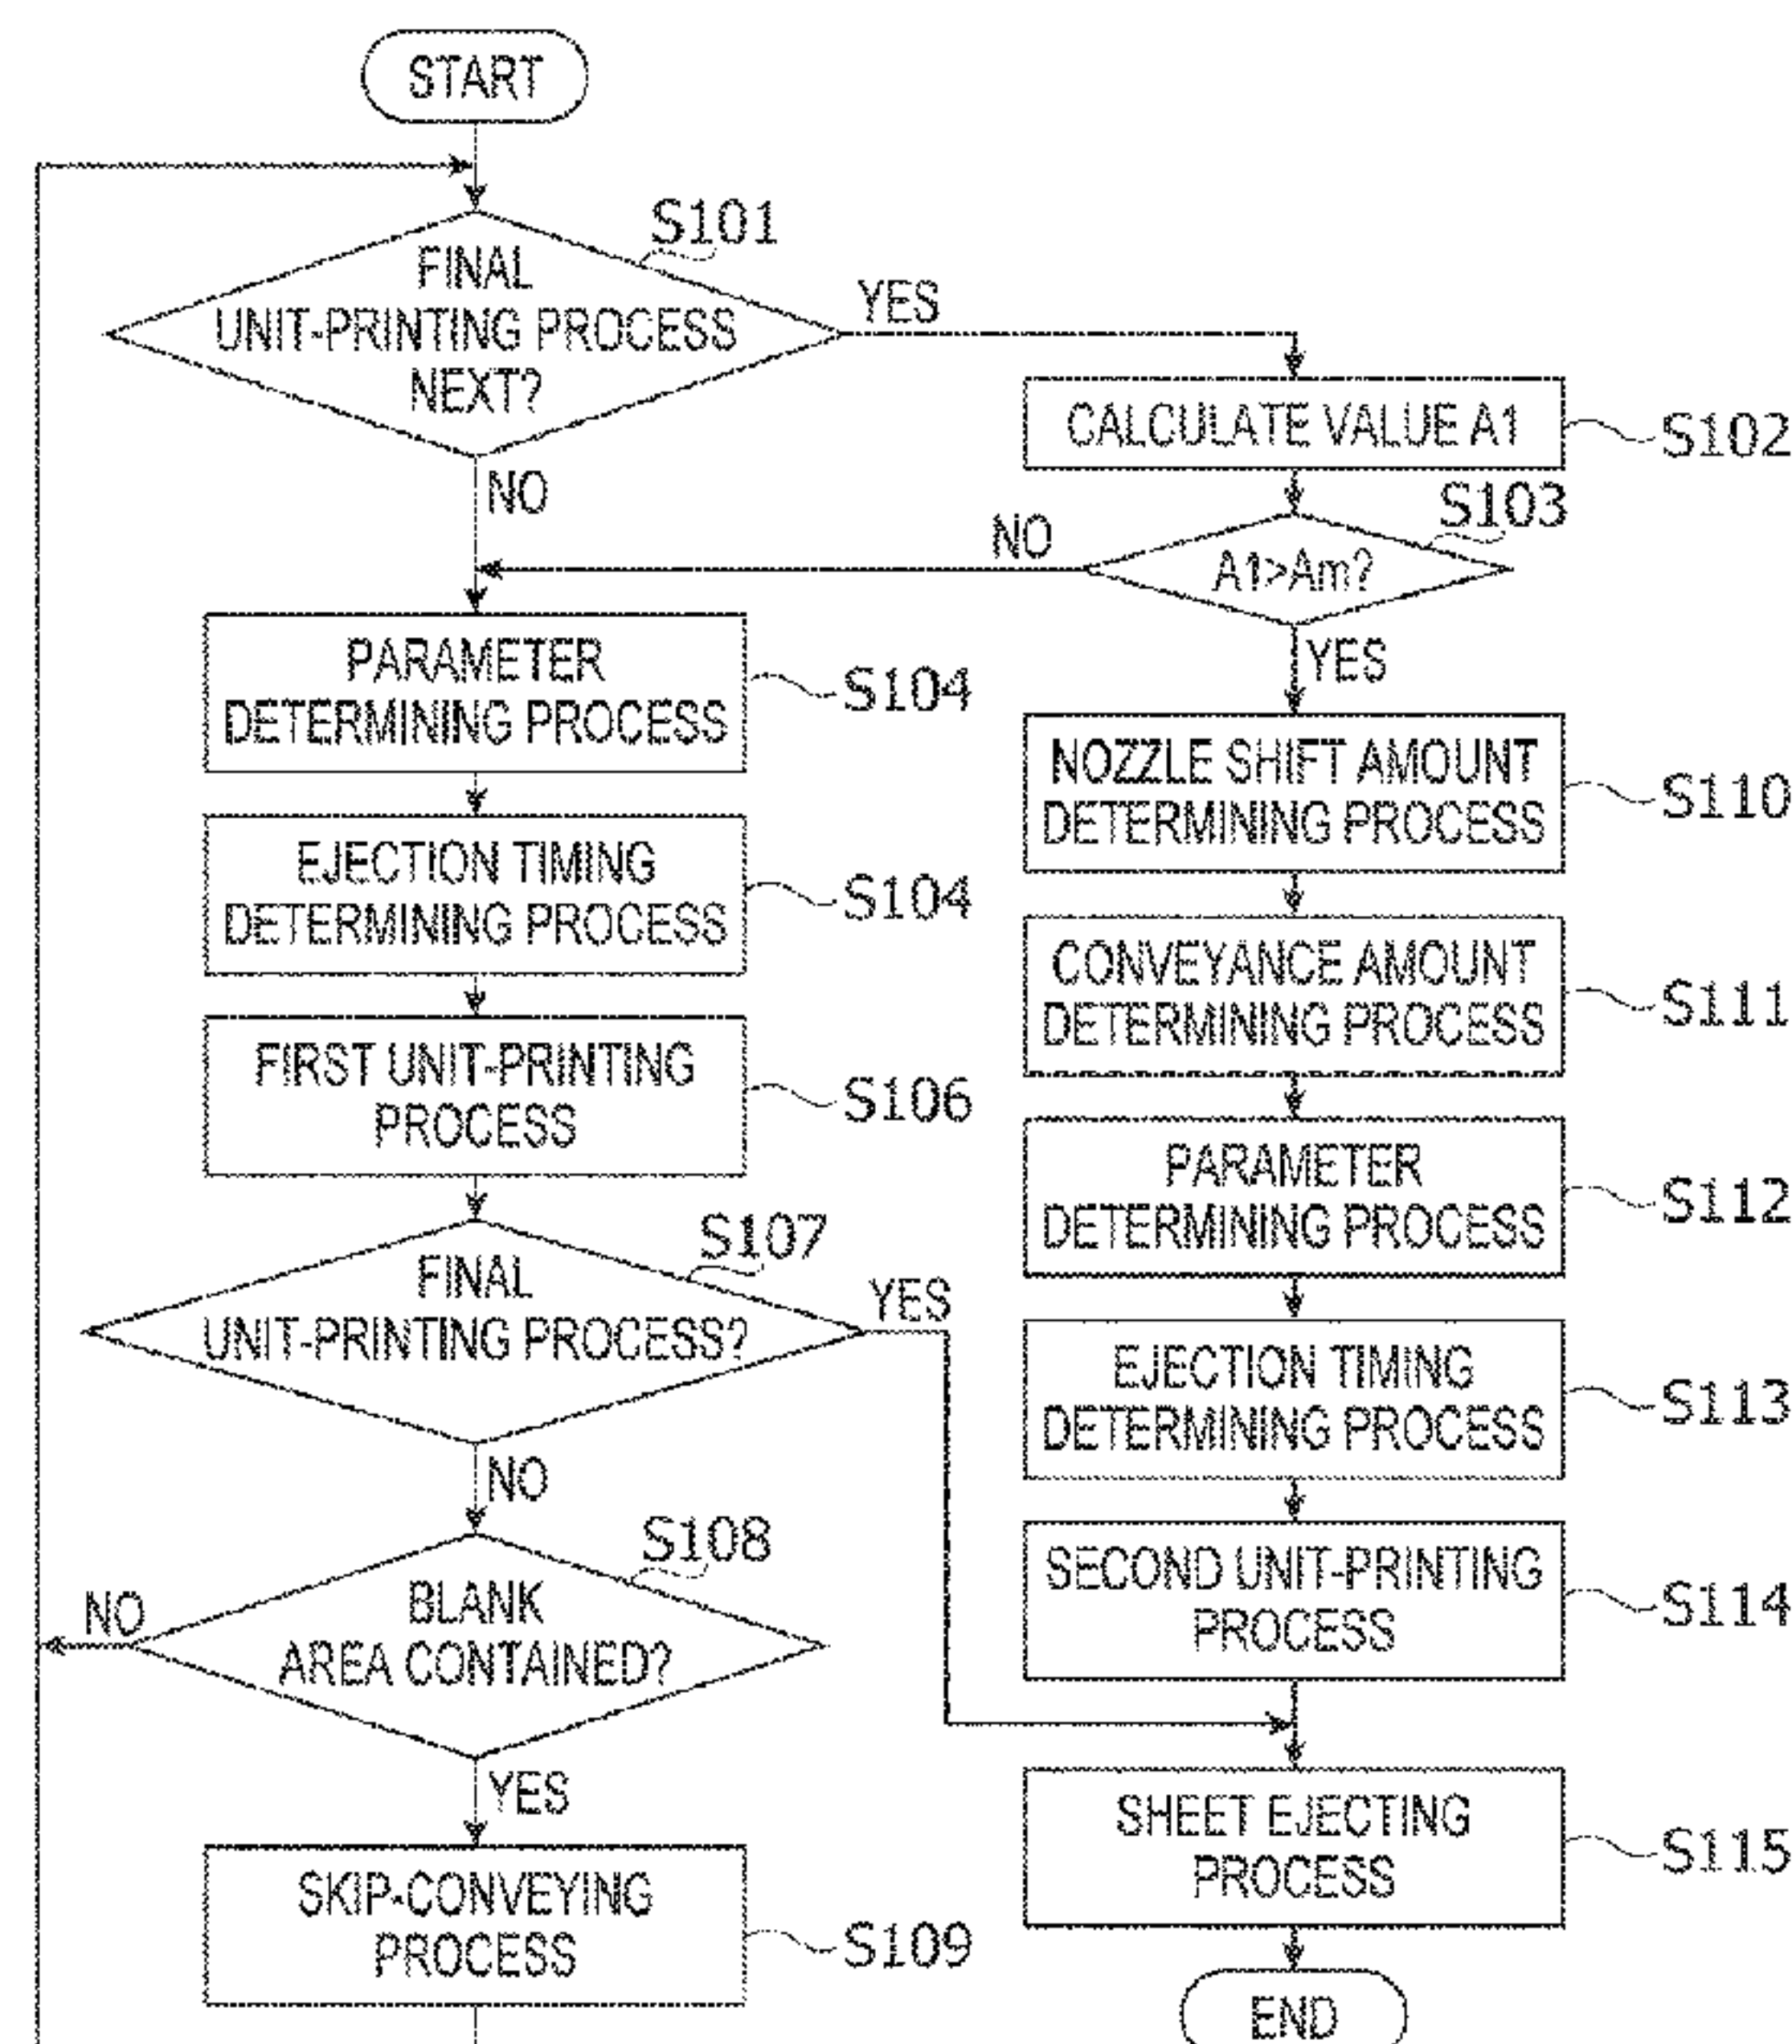 START
S101
FINAL
UNIT-PRINTING PROCESS
NEXT?
YES
NO
CALCULATE VALUE A1
S102
S103
A1>Am?
NO
YES
PARAMETER
DETERMINING PROCESS
S104
EJECTION TIMING
DETERMINING PROCESS
S104
FIRST UNIT-PRINTING
PROCESS
S106
S107
FINAL
UNIT-PRINTING PROCESS?
YES
NO
S108
BLANK
AREA CONTAINED?
NO
YES
SKIP-CONVEYING
PROCESS
S109
NOZZLE SHIFT AMOUNT
DETERMINING PROCESS
S110
CONVEYANCE AMOUNT
DETERMINING PROCESS
S111
PARAMETER
DETERMINING PROCESS
S112
EJECTION TIMING
DETERMINING PROCESS
S113
SECOND UNIT-PRINTING
PROCESS
S114
SHEET EJECTING
PROCESS
S115
END